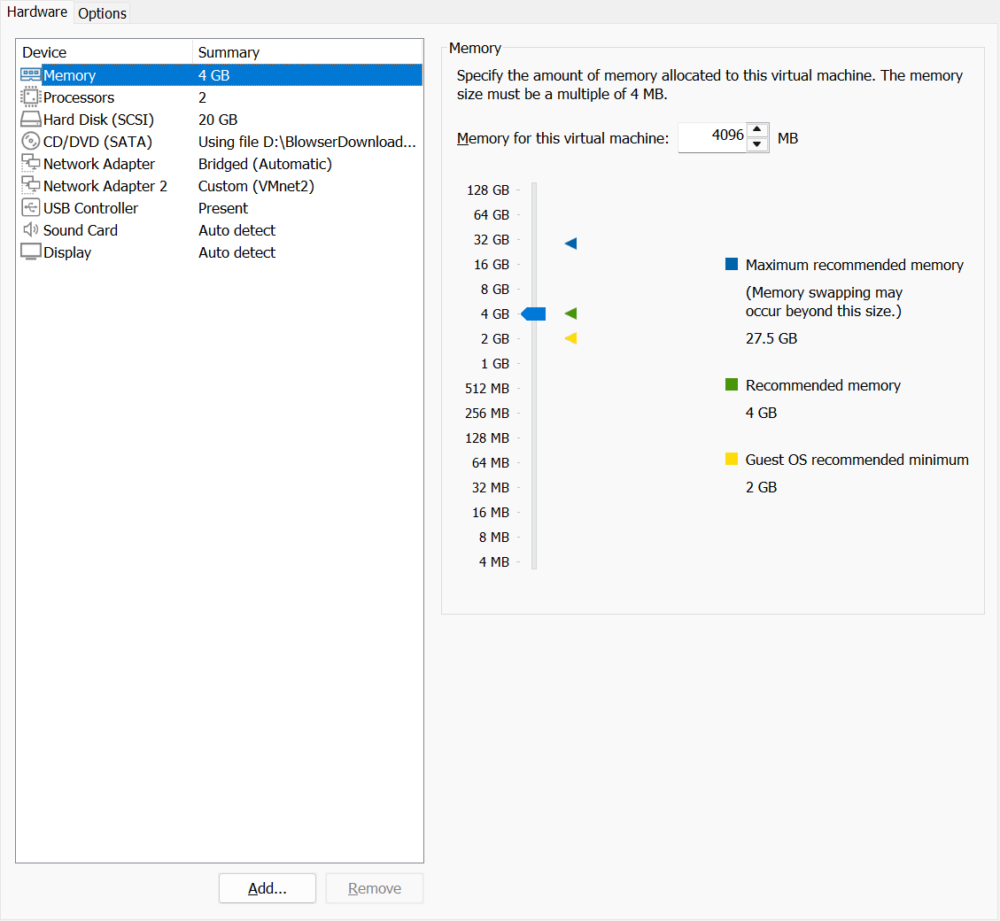 Hardware Options
Device Summary
Memory 4 GB
Processors 2
Hard Disk (SCSI) 20 GB
CD/DVD (SATA) Using file D:\BlowserDownload...
Network Adapter Bridged (Automatic)
Network Adapter 2 Custom (VMnet2)
USB Controller Present
Sound Card Auto detect
Display Auto detect
Add... Remove
Memory
Specify the amount of memory allocated to this virtual machine. The memory
size must be a multiple of 4 MB.
Memory for this virtual machine: 4096 MB
128 GB
64 GB
32 GB
16 GB
8 GB
4 GB
2 GB
1 GB
512 MB
256 MB
128 MB
64 MB
32 MB
16 MB
8 MB
4 MB
Maximum recommended memory
(Memory swapping may
occur beyond this size.)
27.5 GB
Recommended memory
4 GB
Guest OS recommended minimum
2 GB